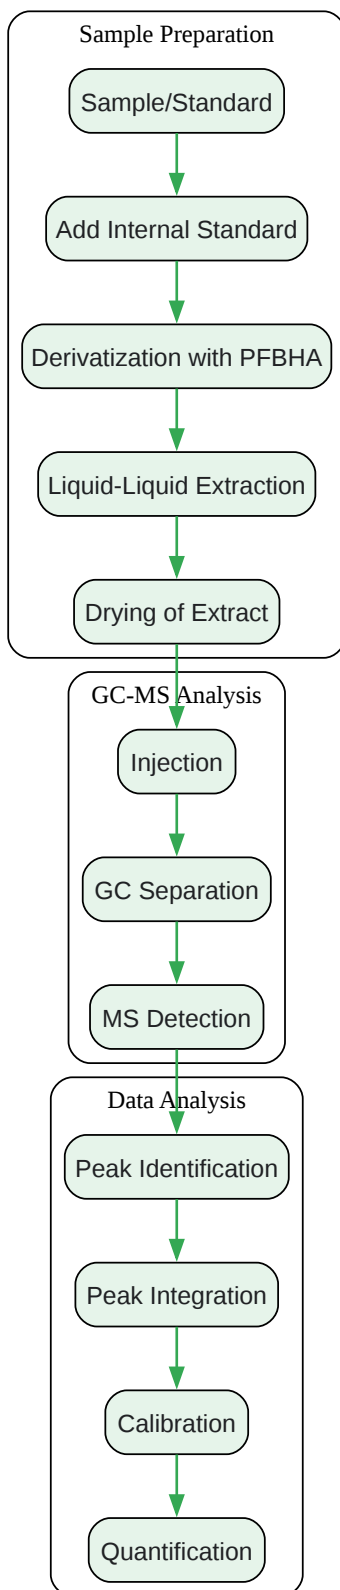 Sample Preparation
Sample/Standard
Add Internal Standard
Derivatization with PFBHA
Liquid-Liquid Extraction
Drying of Extract
GC-MS Analysis
Injection
GC Separation
MS Detection
Data Analysis
Peak Identification
Peak Integration
Calibration
Quantification